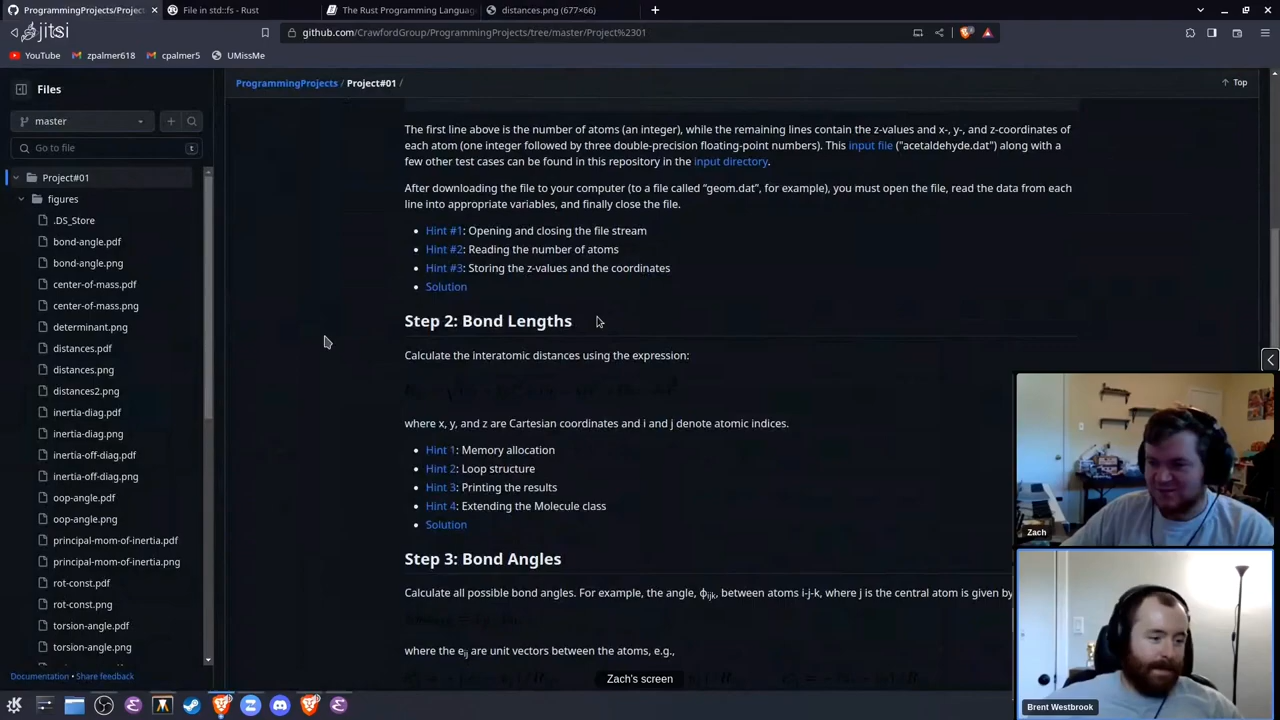 ProgrammingProjects/Project
File in std::fs - Rust
The Rust Programming Languag
distances.png (677×66)
jitsi
github.com/CrawfordGroup/ProgrammingProjects/tree/master/Project%2301
YouTube
zpalmer618
cpalmer5
UMissMe
Files
master
Go to file
t
Project#01
figures
.DS_Store
bond-angle.pdf
bond-angle.png
center-of-mass.pdf
center-of-mass.png
determinant.png
distances.pdf
distances.png
distances2.png
inertia-diag.pdf
inertia-diag.png
inertia-off-diag.pdf
inertia-off-diag.png
oop-angle.pdf
oop-angle.png
principal-mom-of-inertia.pdf
principal-mom-of-inertia.png
rot-const.pdf
rot-const.png
torsion-angle.pdf
torsion-angle.png
Documentation • Share feedback
ProgrammingProjects / Project#01 /
Top
The first line above is the number of atoms (an integer), while the remaining lines contain the z-values and x-, y-, and z-coordinates of
each atom (one integer followed by three double-precision floating-point numbers). This input file ("acetaldehyde.dat") along with a
few other test cases can be found in this repository in the input directory.
After downloading the file to your computer (to a file called “geom.dat”, for example), you must open the file, read the data from each
line into appropriate variables, and finally close the file.
• Hint #1: Opening and closing the file stream
• Hint #2: Reading the number of atoms
• Hint #3: Storing the z-values and the coordinates
• Solution
Step 2: Bond Lengths
Calculate the interatomic distances using the expression:
where x, y, and z are Cartesian coordinates and i and j denote atomic indices.
• Hint 1: Memory allocation
• Hint 2: Loop structure
• Hint 3: Printing the results
• Hint 4: Extending the Molecule class
• Solution
Step 3: Bond Angles
Calculate all possible bond angles. For example, the angle, ϕijk, between atoms i-j-k, where j is the central atom is given by
where the eij are unit vectors between the atoms, e.g.,
Zach's screen
Zach
Brent Westbrook